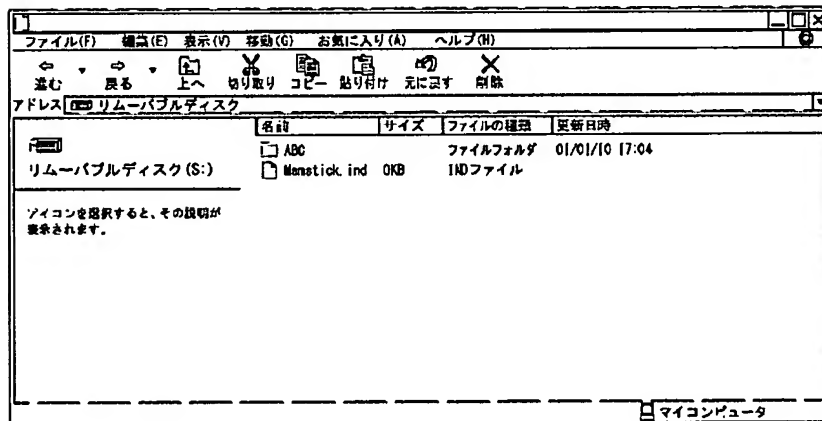 ファイル(F) 編集(E) 表示(V) 移動(G) お気に入り(A) ヘルプ(H)
進む 戻る 上へ 切り取り コピー 貼り付け 元に戻す 削除
アドレス リムーバブルディスク
名前 サイズ ファイルの種類 更新日時
ABC ファイルフォルダ 01/01/10 17:04
Memstick.ind 0KB INDファイル
リムーバブルディスク(S:)
アイコンを選択すると、その説明が
表示されます。
マイコンピュータ